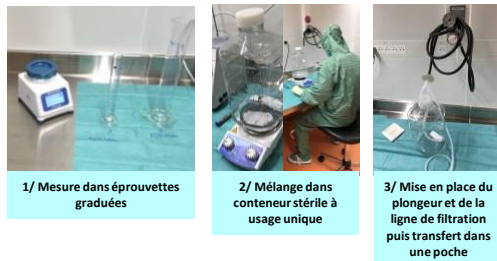 1/ Mesure dans éprouvettes
graduées
2/ Mélange dans
conteneur stérile à
usage unique
3/ Mise en place du
plongeur et de la
ligne de filtration
puis transfert dans
une poche